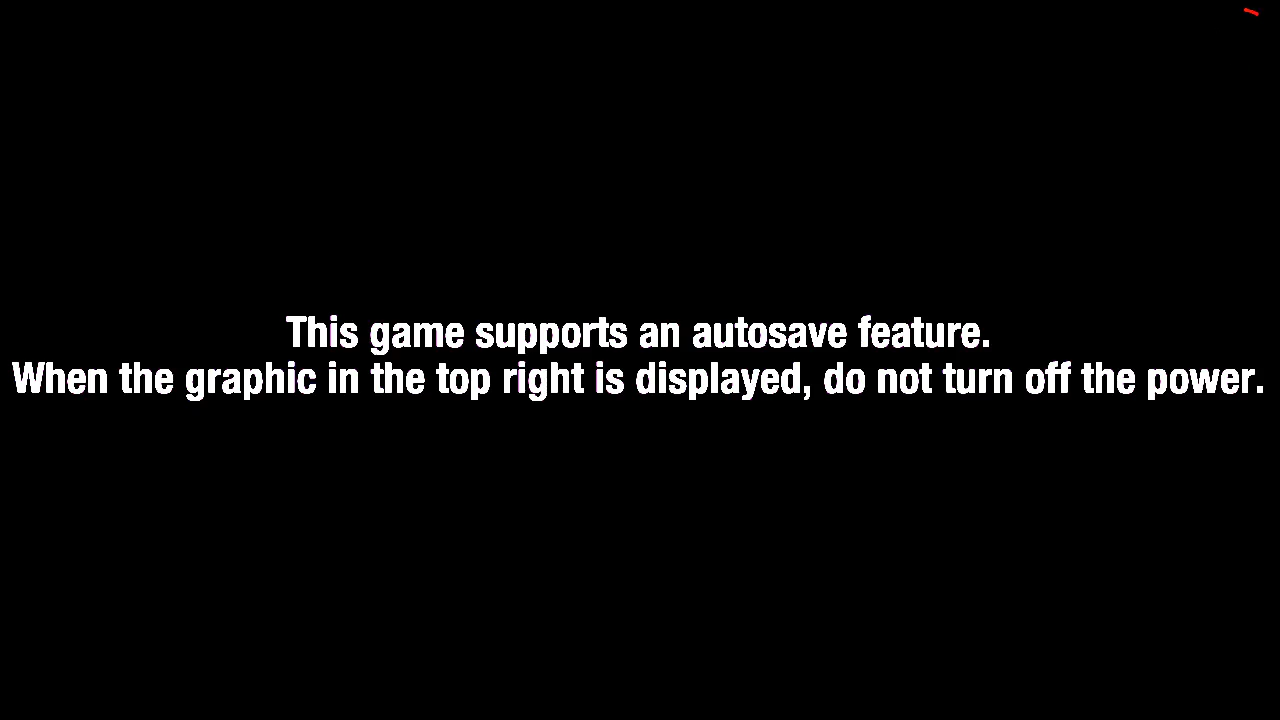 This game supports an autosave feature.
When the graphic in the top right is displayed, do not turn off the power.